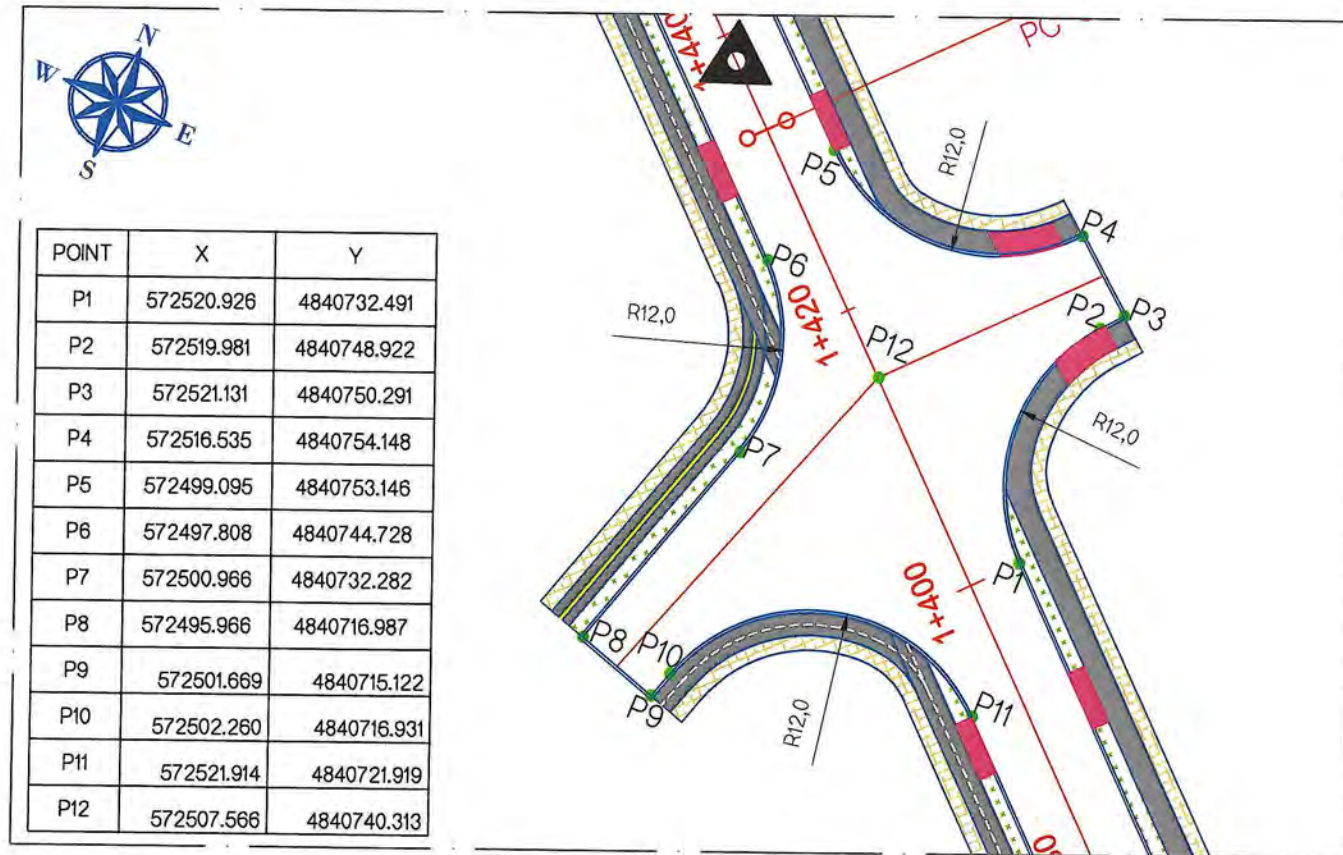 N
W
E
S
POINT X Y
P1 572520.926 4840732.491
P2 572519.981 4840748.922
P3 572521.131 4840750.291
P4 572516.535 4840754.148
P5 572499.095 4840753.146
P6 572497.808 4840744.728
P7 572500.966 4840732.282
P8 572495.966 4840716.987
P9 572501.669 4840715.122
P10 572502.260 4840716.931
P11 572521.914 4840721.919
P12 572507.566 4840740.313
1+440
PC
P5
R12,0
P4
P6
R12,0
1+420
P2
P3
P12
R12,0
P7
P1
1+400
P8
P10
P9
R12,0
P11